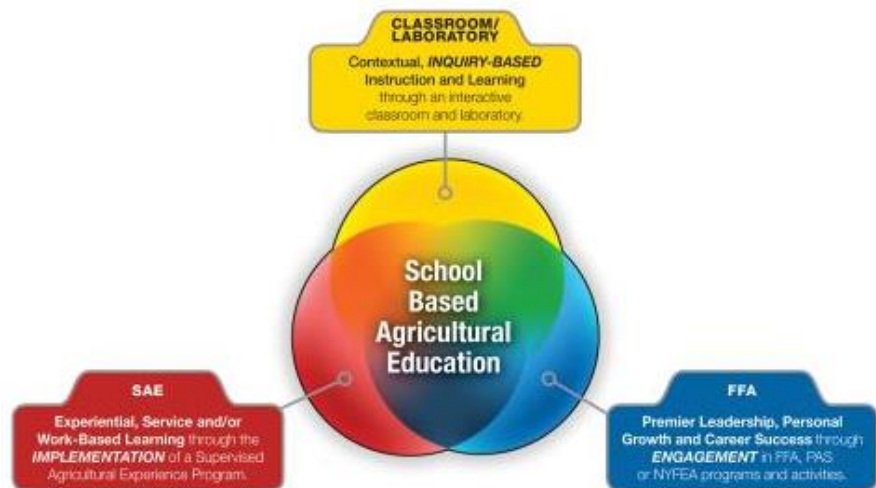 CLASSROOM/
LABORATORY
Contextual, INQUIRY-BASED
Instruction and Learning
through an interactive
classroom and laboratory.
School
Based
Agricultural
Education
SAE
Experiential, Service and/or
Work-Based Learning through the
IMPLEMENTATION of a Supervised
Agricultural Experience Program.
FFA
Premier Leadership, Personal
Growth and Career Success through
ENGAGEMENT in FFA, PAS
or NYFEA programs and activities.